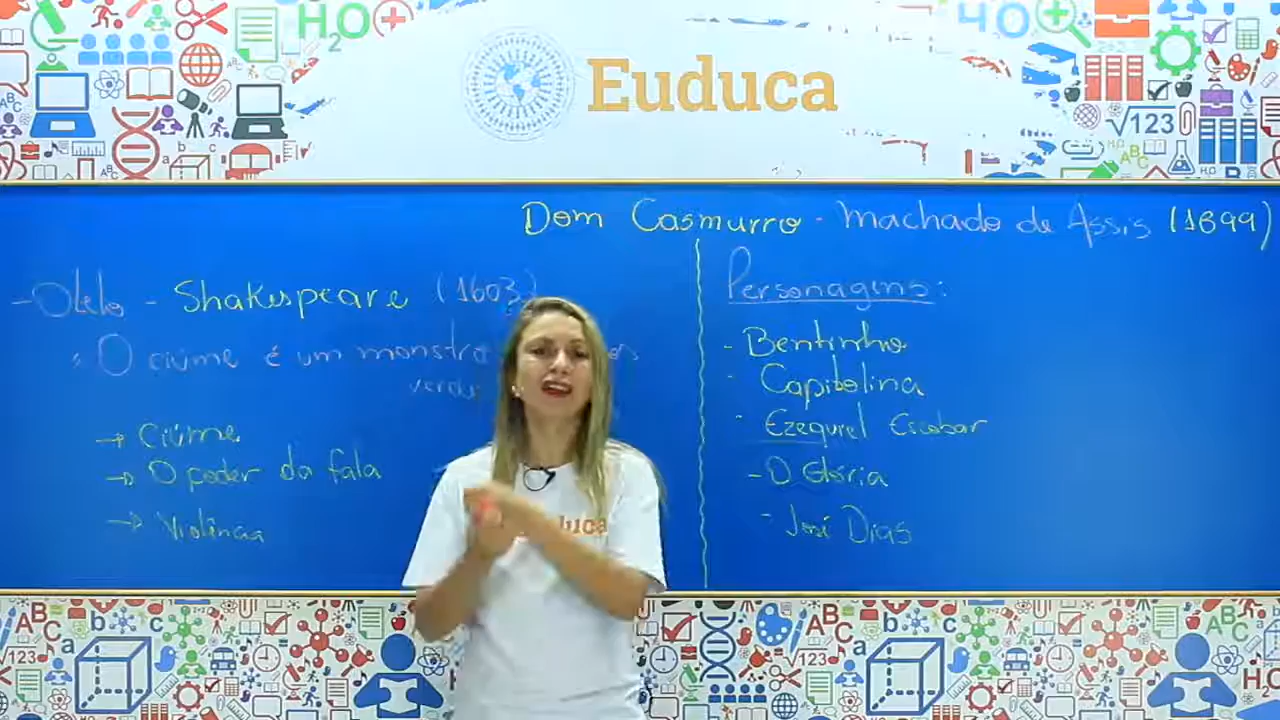 Euduca
Dom Casmurro - Machado de Assis (1899)
- Otelo - Shakespeare (1603)
O ciúme é um monstro
→ Ciúme
→ O poder da fala
→ Violência
Personagens:
- Bentinho
- Capitolina
- Ezequiel Escobar
- D Glória
- José Dias